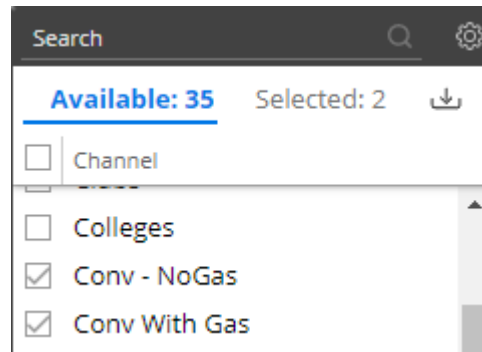 Search
Available: 35 Selected: 2
Channel
Colleges
Conv - NoGas
Conv With Gas